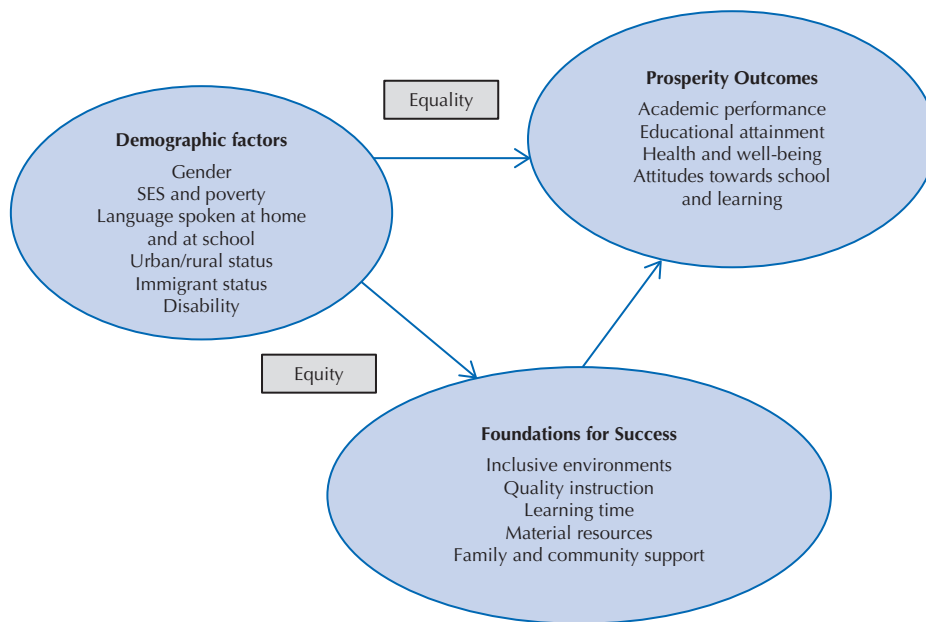 Demographic factors
Gender
SES and poverty
Language spoken at home
and at school
Urban/rural status
Immigrant status
Disability
Equality
Prosperity Outcomes
Academic performance
Educational attainment
Health and well-being
Attitudes towards school
and learning
Equity
Foundations for Success
Inclusive environments
Quality instruction
Learning time
Material resources
Family and community support